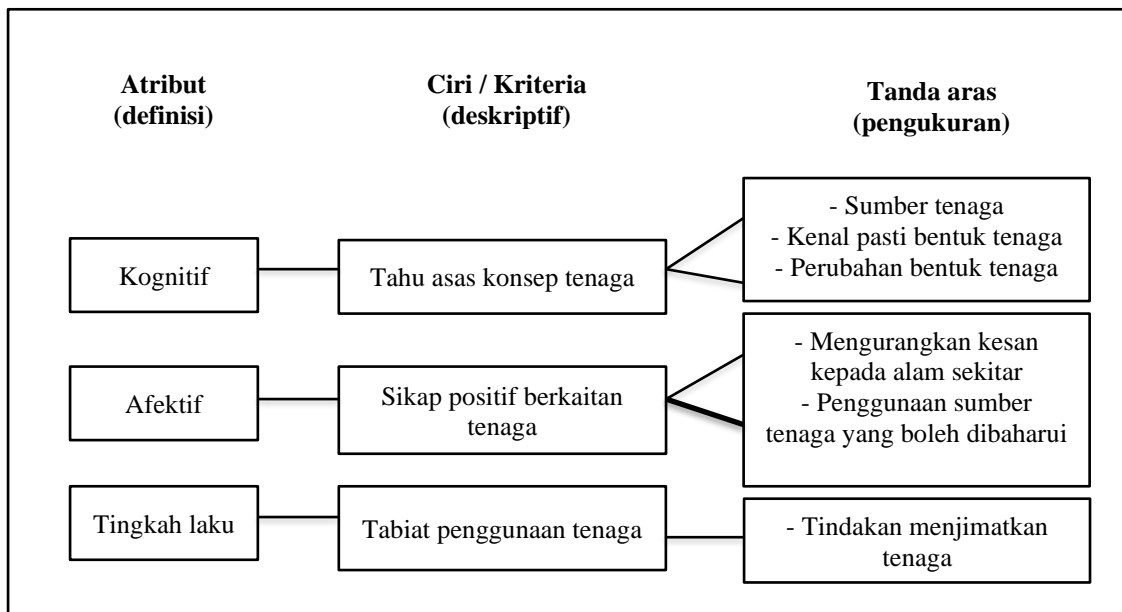 Atribut
(definisi)
Ciri / Kriteria
(deskriptif)
Tanda aras
(pengukuran)
Kognitif
Tahu asas konsep tenaga
- Sumber tenaga
- Kenal pasti bentuk tenaga
- Perubahan bentuk tenaga
Afektif
Sikap positif berkaitan
tenaga
- Mengurangkan kesan
kepada alam sekitar
- Penggunaan sumber
tenaga yang boleh dibaharui
Tingkah laku
Tabiat penggunaan tenaga
- Tindakan menjimatkan
tenaga